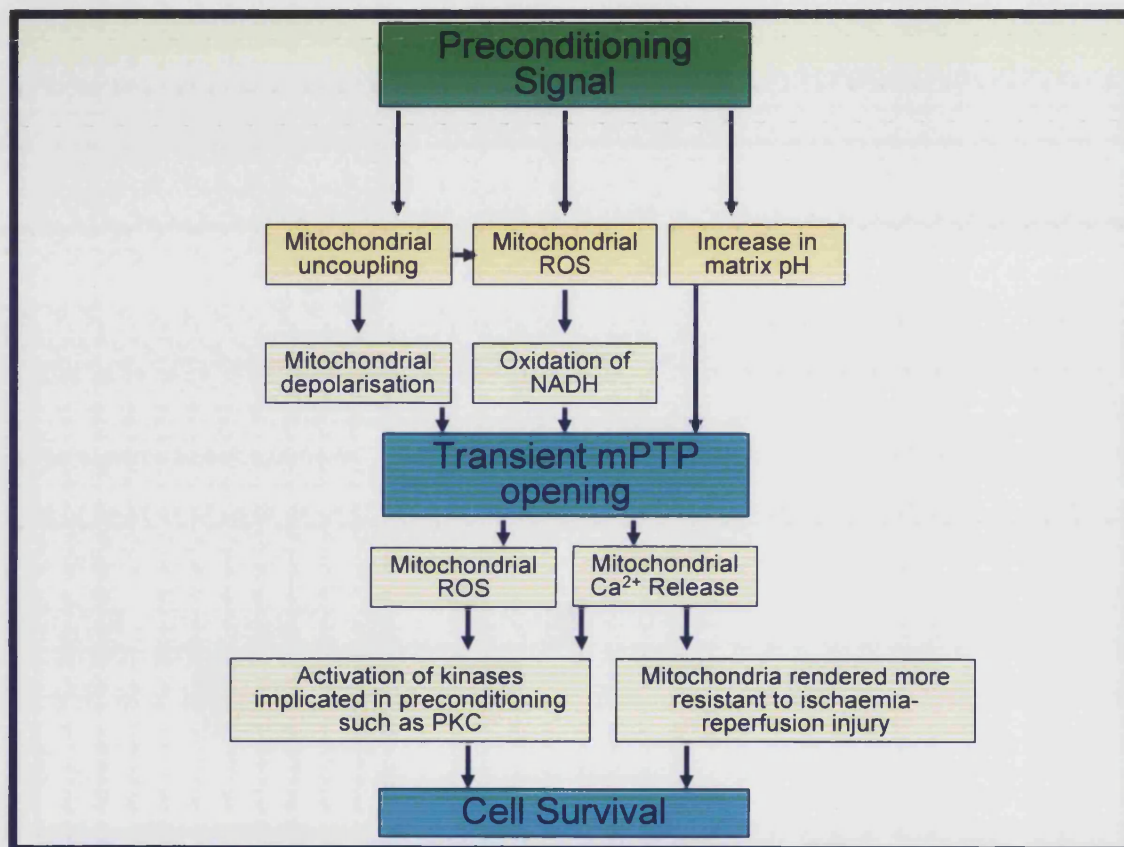 Preconditioning
Signal
Mitochondrial
uncoupling
Mitochondrial
ROS
Increase in
matrix pH
Mitochondrial
depolarisation
Oxidation of
NADH
Transient mPTP
opening
Mitochondrial
ROS
Mitochondrial
Ca²⁺ Release
Activation of kinases
implicated in preconditioning
such as PKC
Mitochondria rendered more
resistant to ischaemia-
reperfusion injury
Cell Survival